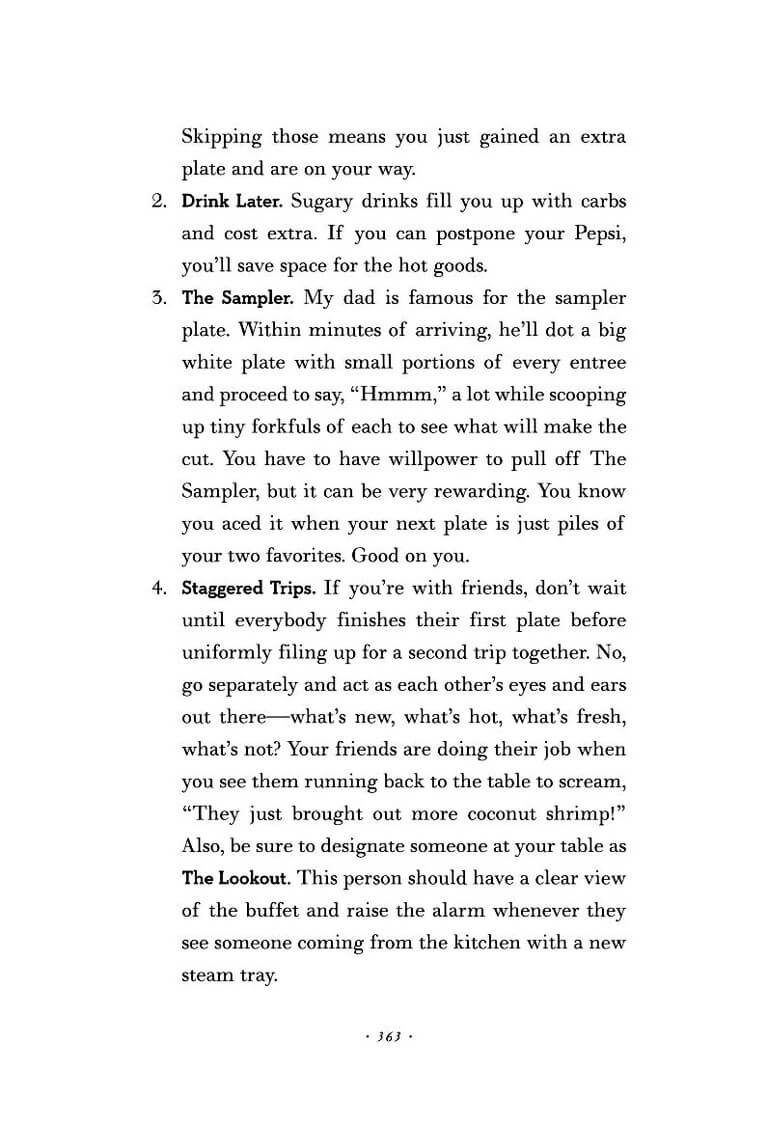 Skipping those means you just gained an extra
plate and are on your way.
2. Drink Later. Sugary drinks fill you up with carbs
and cost extra. If you can postpone your Pepsi,
you’ll save space for the hot goods.
3. The Sampler. My dad is famous for the sampler
plate. Within minutes of arriving, he’ll dot a big
white plate with small portions of every entree
and proceed to say, “Hmmm,” a lot while scooping
up tiny forkfuls of each to see what will make the
cut. You have to have willpower to pull off The
Sampler, but it can be very rewarding. You know
you aced it when your next plate is just piles of
your two favorites. Good on you.
4. Staggered Trips. If you’re with friends, don’t wait
until everybody finishes their first plate before
uniformly filing up for a second trip together. No,
go separately and act as each other’s eyes and ears
out there—what’s new, what’s hot, what’s fresh,
what’s not? Your friends are doing their job when
you see them running back to the table to scream,
“They just brought out more coconut shrimp!”
Also, be sure to designate someone at your table as
The Lookout. This person should have a clear view
of the buffet and raise the alarm whenever they
see someone coming from the kitchen with a new
steam tray.
· 363 ·